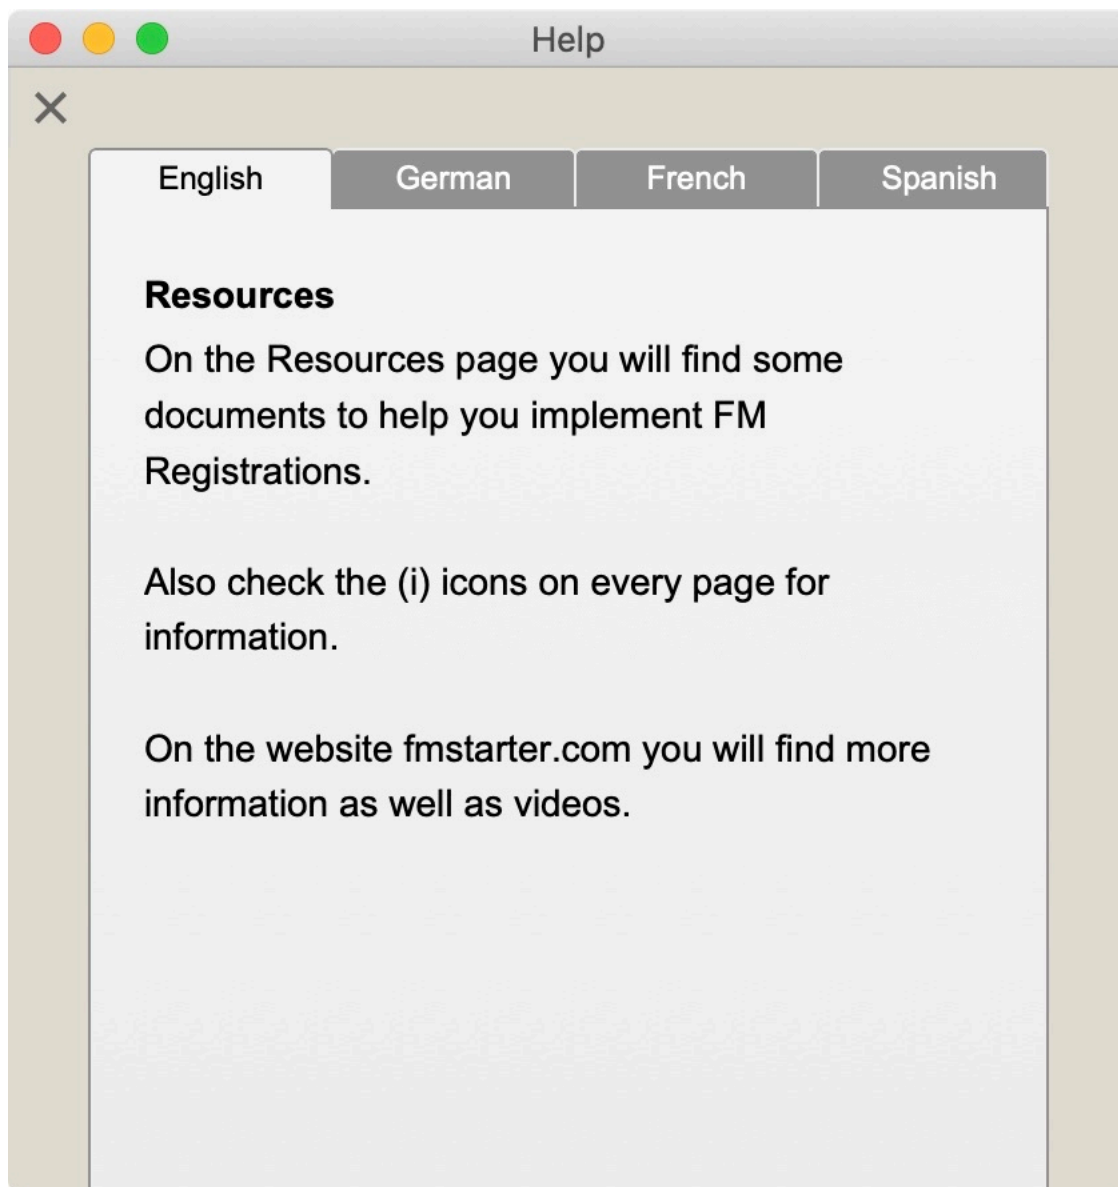 Help
English German French Spanish
Resources
On the Resources page you will find some
documents to help you implement FM
Registrations.
Also check the (i) icons on every page for
information.
On the website fmstarter.com you will find more
information as well as videos.